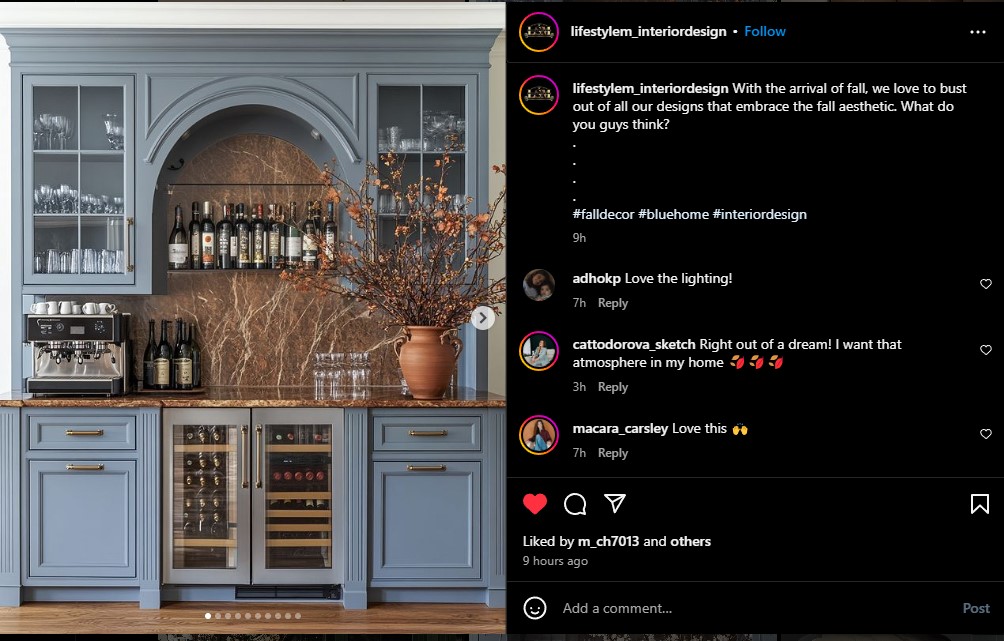 lifestylem_interiordesign • Follow
lifestylem_interiordesign With the arrival of fall, we love to bust
out of all our designs that embrace the fall aesthetic. What do
you guys think?
.
.
.
.
#falldecor #bluehome #interiordesign
9h
adhokp Love the lighting!
7h Reply
cattodorova_sketch Right out of a dream! I want that
atmosphere in my home 🍂🍂🍂
3h Reply
macara_carsley Love this 🙌
7h Reply
Liked by m_ch7013 and others
9 hours ago
Add a comment... Post